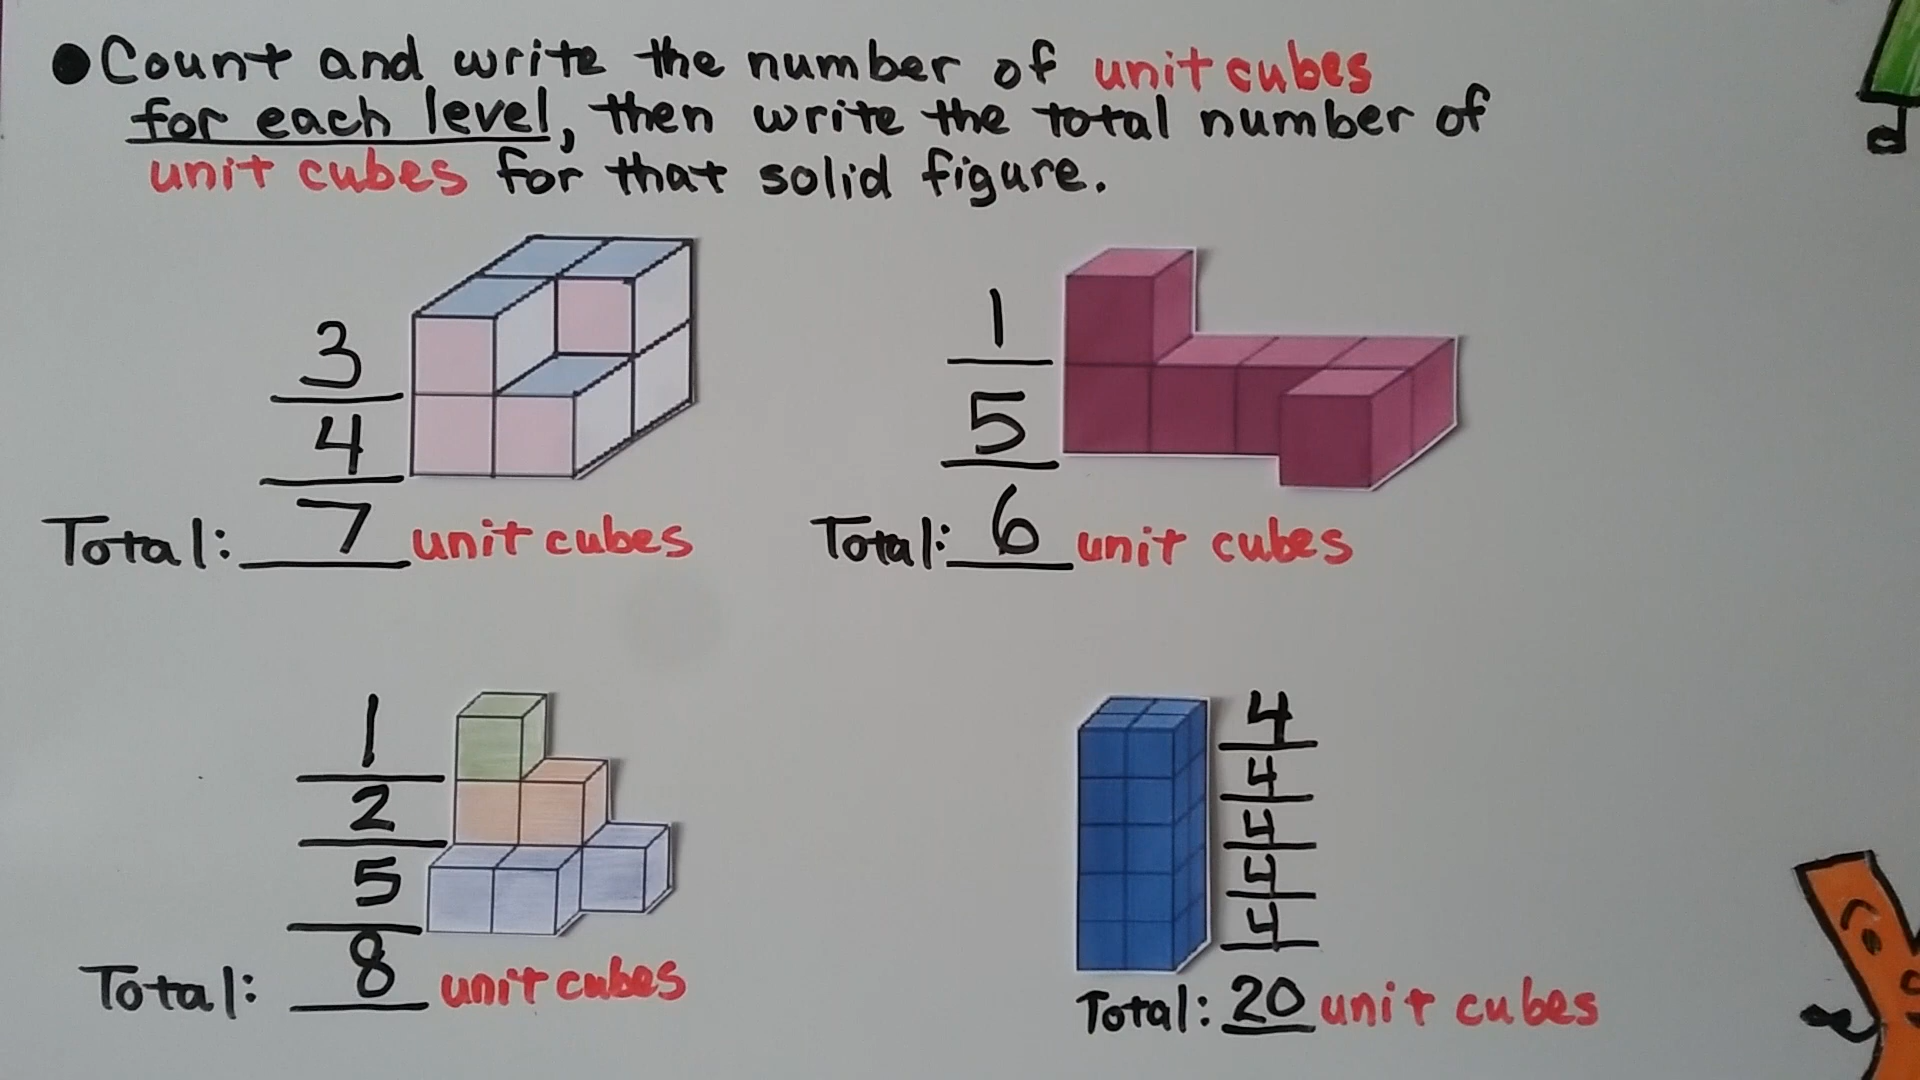 Count and write the number of unit cubes
for each level, then write the total number of
unit cubes for that solid figure.
3
4
Total: 7 unit cubes
1
5
Total: 6 unit cubes
1
2
5
Total: 8 unit cubes
4
4
4
4
4
Total: 20 unit cubes